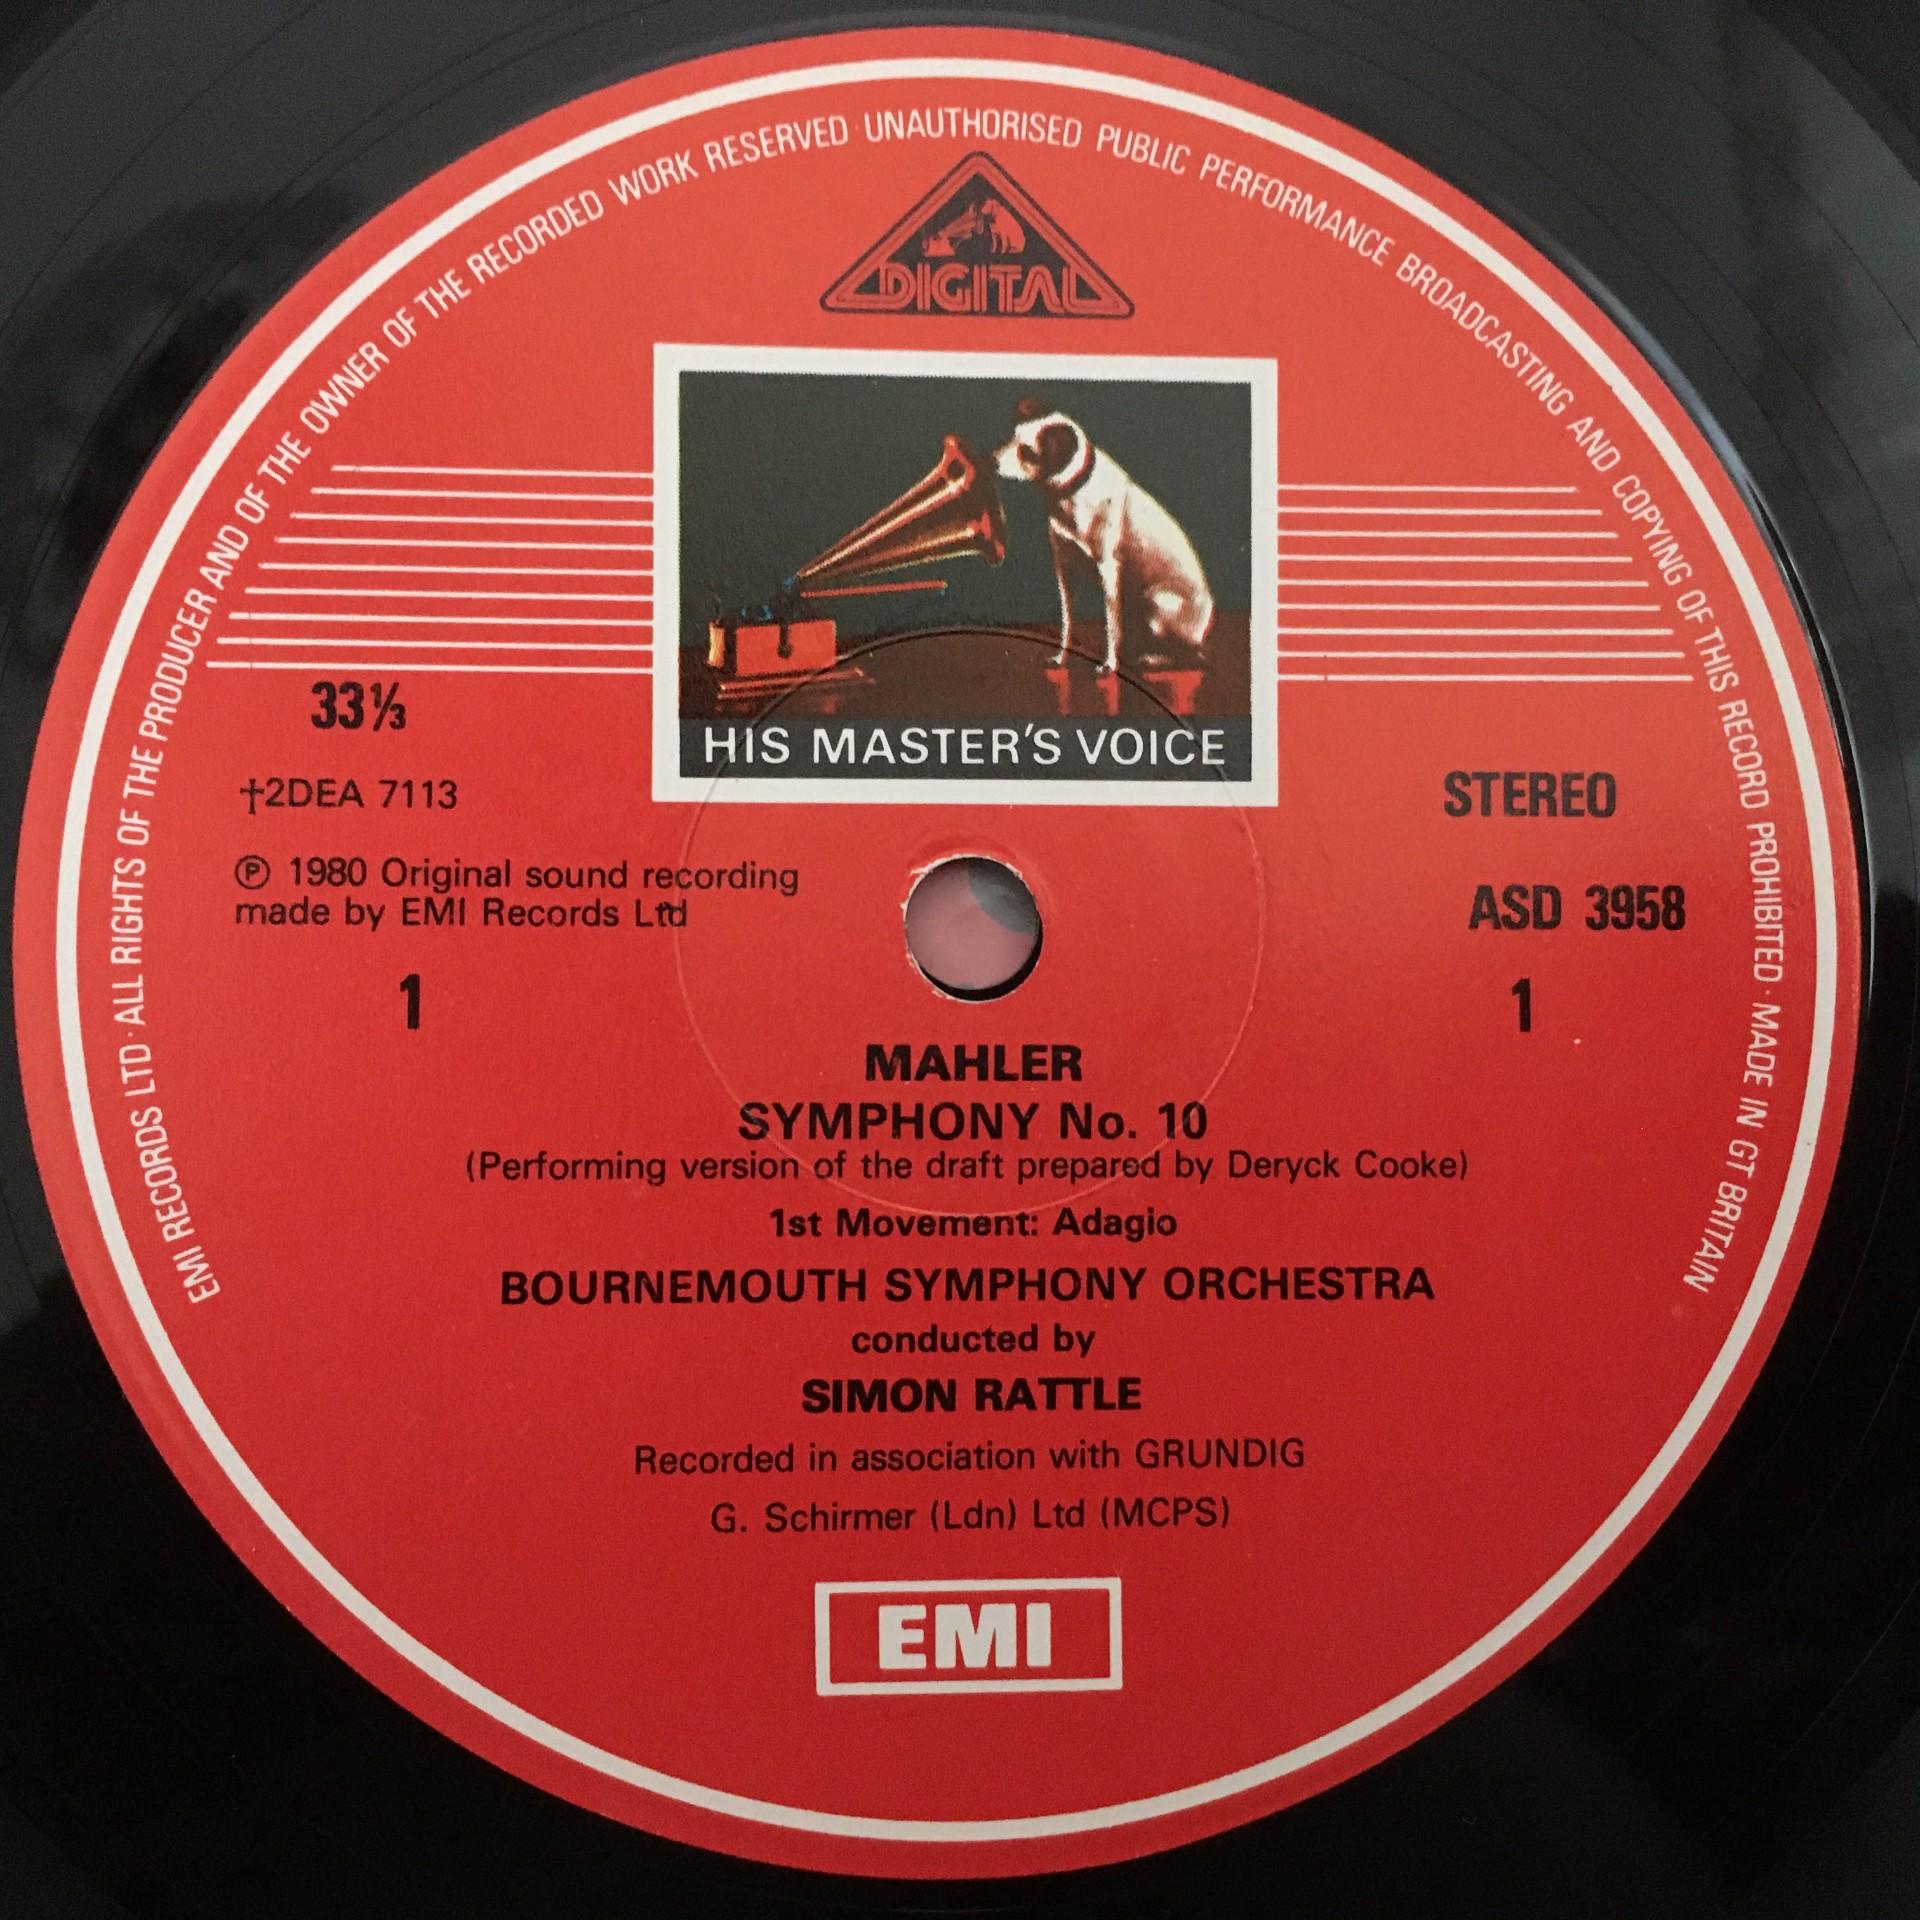 EMI RECORDS LTD · ALL RIGHTS OF THE PRODUCER AND OF THE OWNER OF THE RECORDED WORK RESERVED · UNAUTHORISED PUBLIC PERFORMANCE BROADCASTING AND COPYING OF THIS RECORD PROHIBITED · MADE IN GT BRITAIN
DIGITAL
HIS MASTER'S VOICE
33⅓
†2DEA 7113
STEREO
℗ 1980 Original sound recording
made by EMI Records Ltd
ASD 3958
1
1
MAHLER
SYMPHONY No. 10
(Performing version of the draft prepared by Deryck Cooke)
1st Movement: Adagio
BOURNEMOUTH SYMPHONY ORCHESTRA
conducted by
SIMON RATTLE
Recorded in association with GRUNDIG
G. Schirmer (Ldn) Ltd (MCPS)
EMI